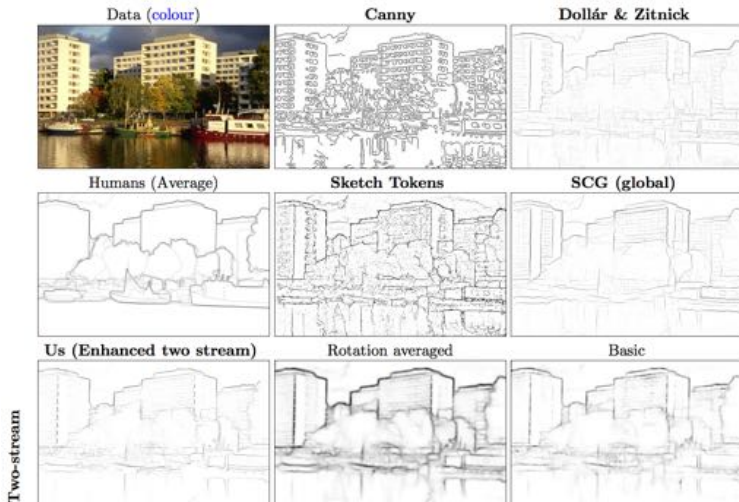 Data (colour)
Canny
Dollár & Zitnick
Humans (Average)
Sketch Tokens
SCG (global)
Us (Enhanced two stream)
Rotation averaged
Basic
Two-stream